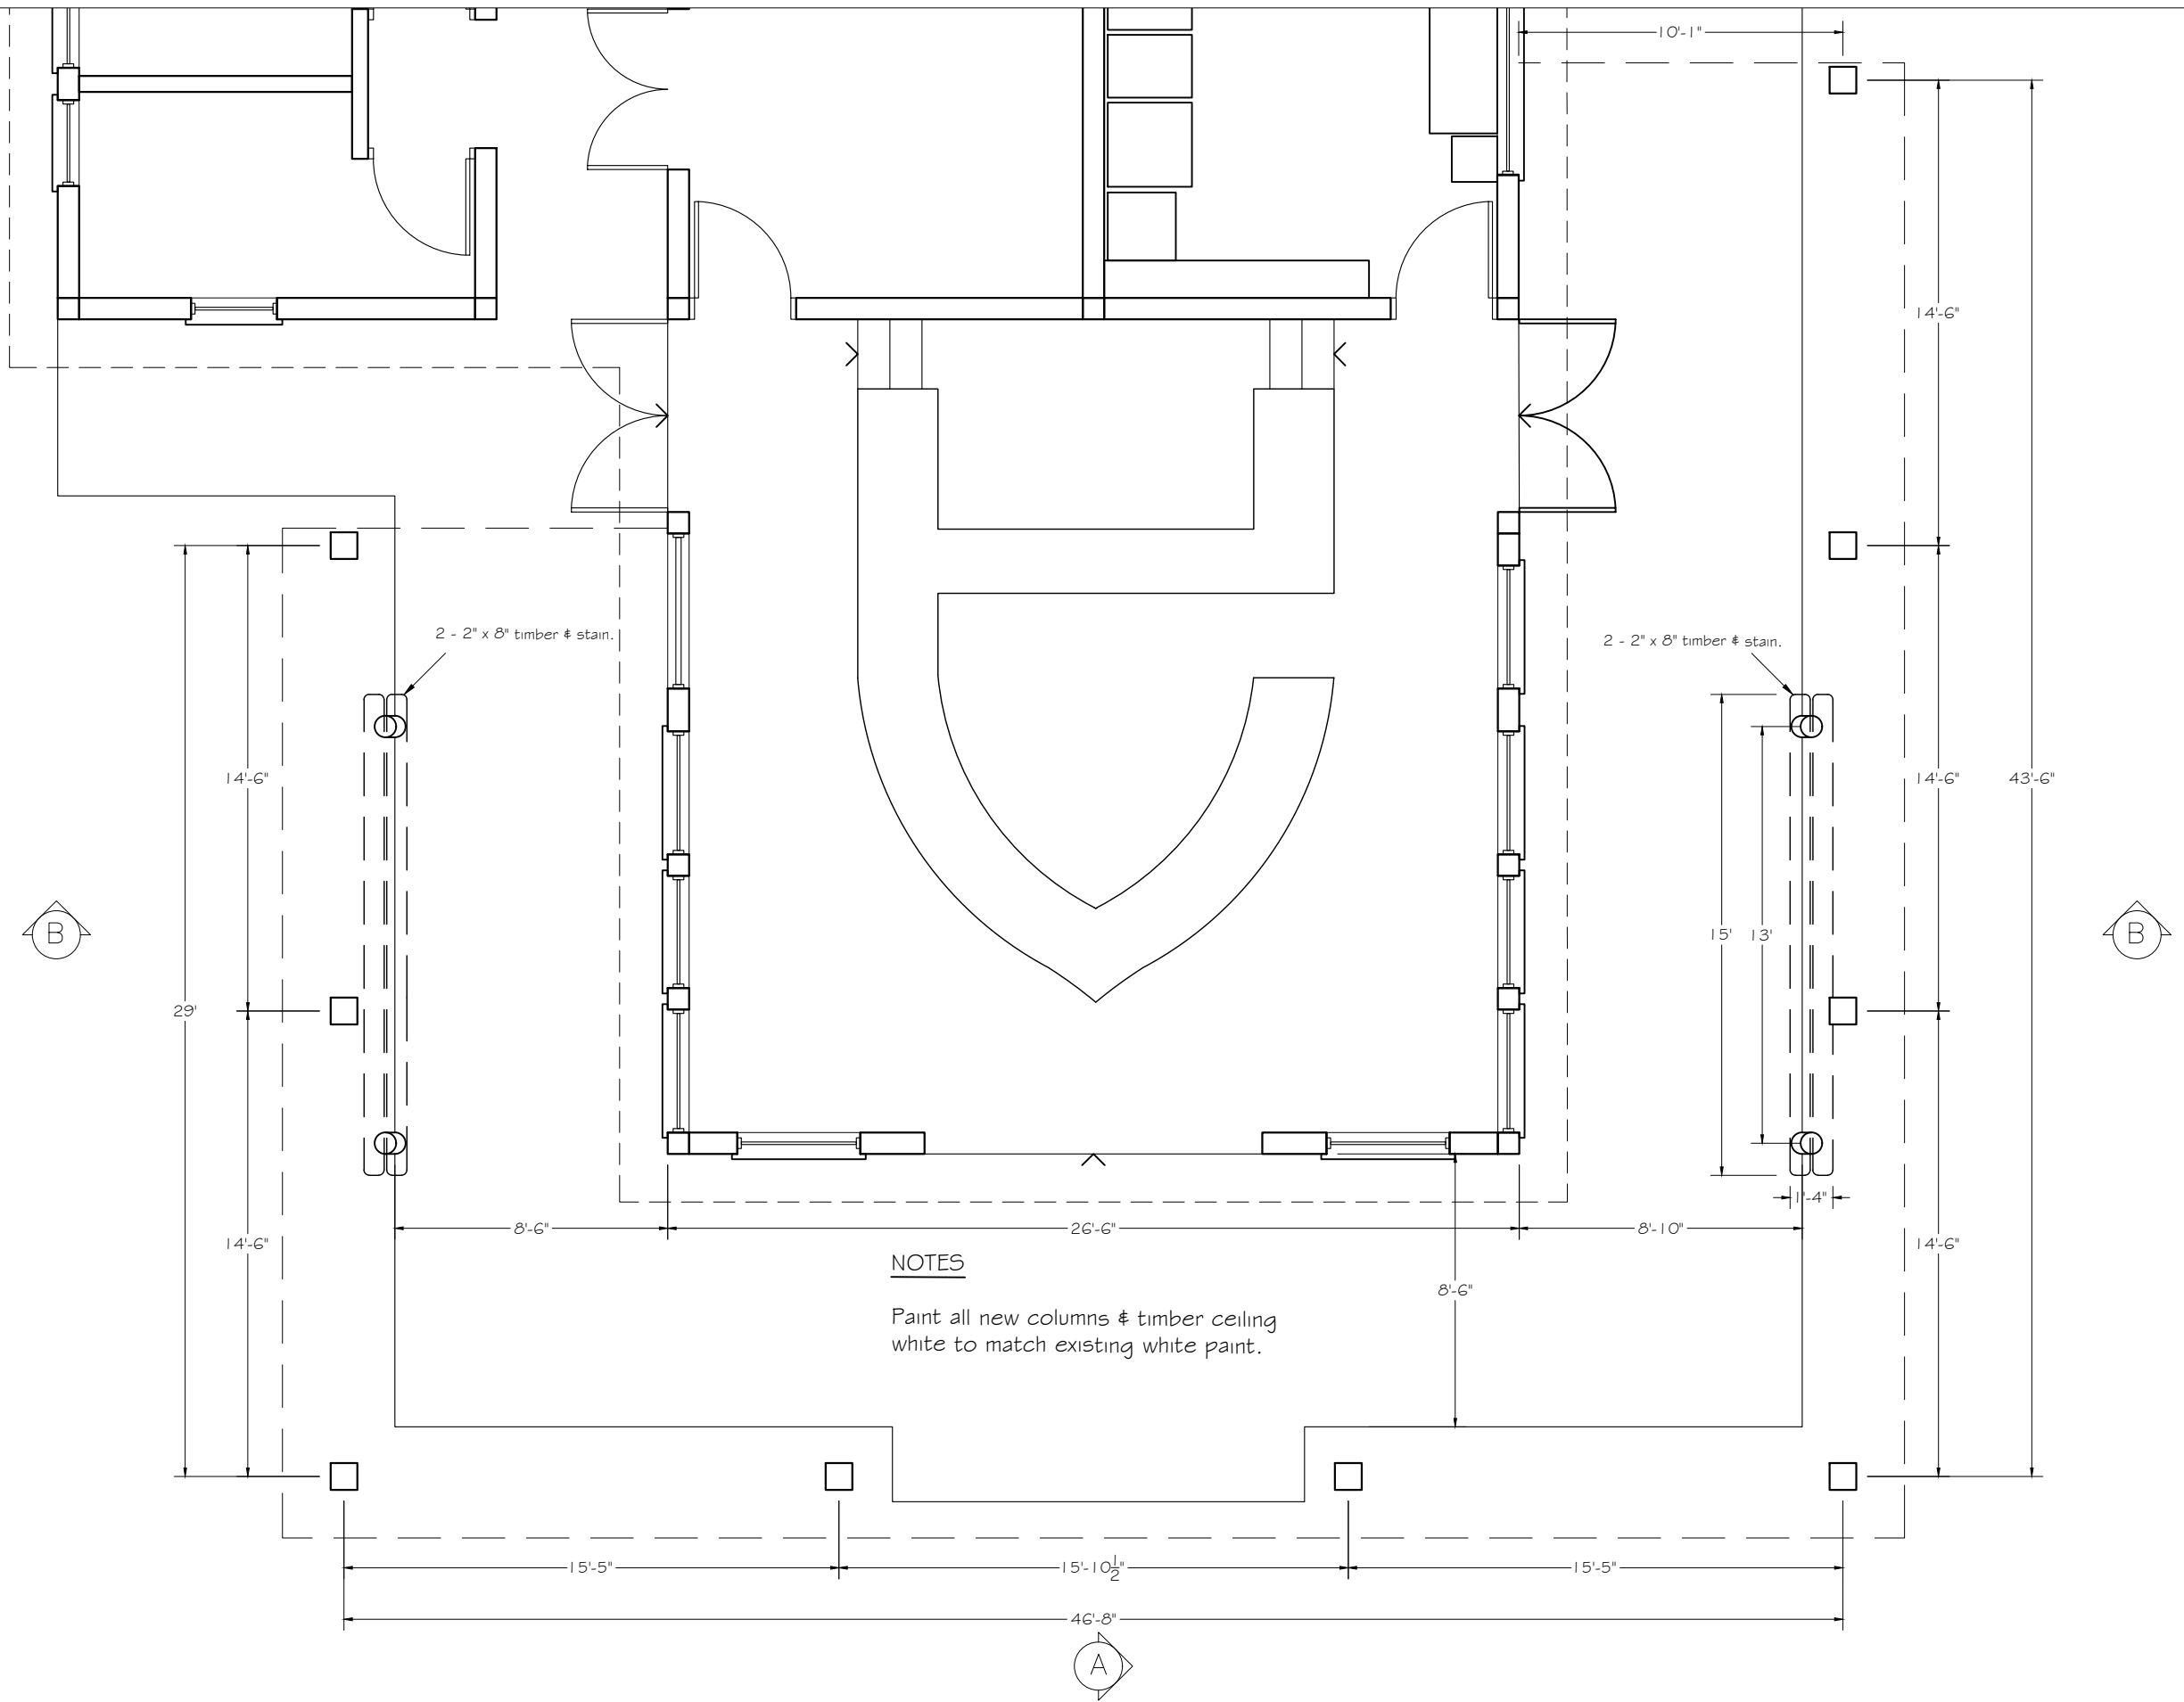 10'-1"
14'-6"
2 - 2" x 8" timber & stain.
2 - 2" x 8" timber & stain.
14'-6"
14'-6"
43'-6"
B
15'
13'
B
29'
1'-4"
8'-6"
26'-6"
8'-10"
14'-6"
14'-6"
NOTES
8'-6"
Paint all new columns & timber ceiling
white to match existing white paint.
15'-5"
15'-10 1/2"
15'-5"
46'-8"
A